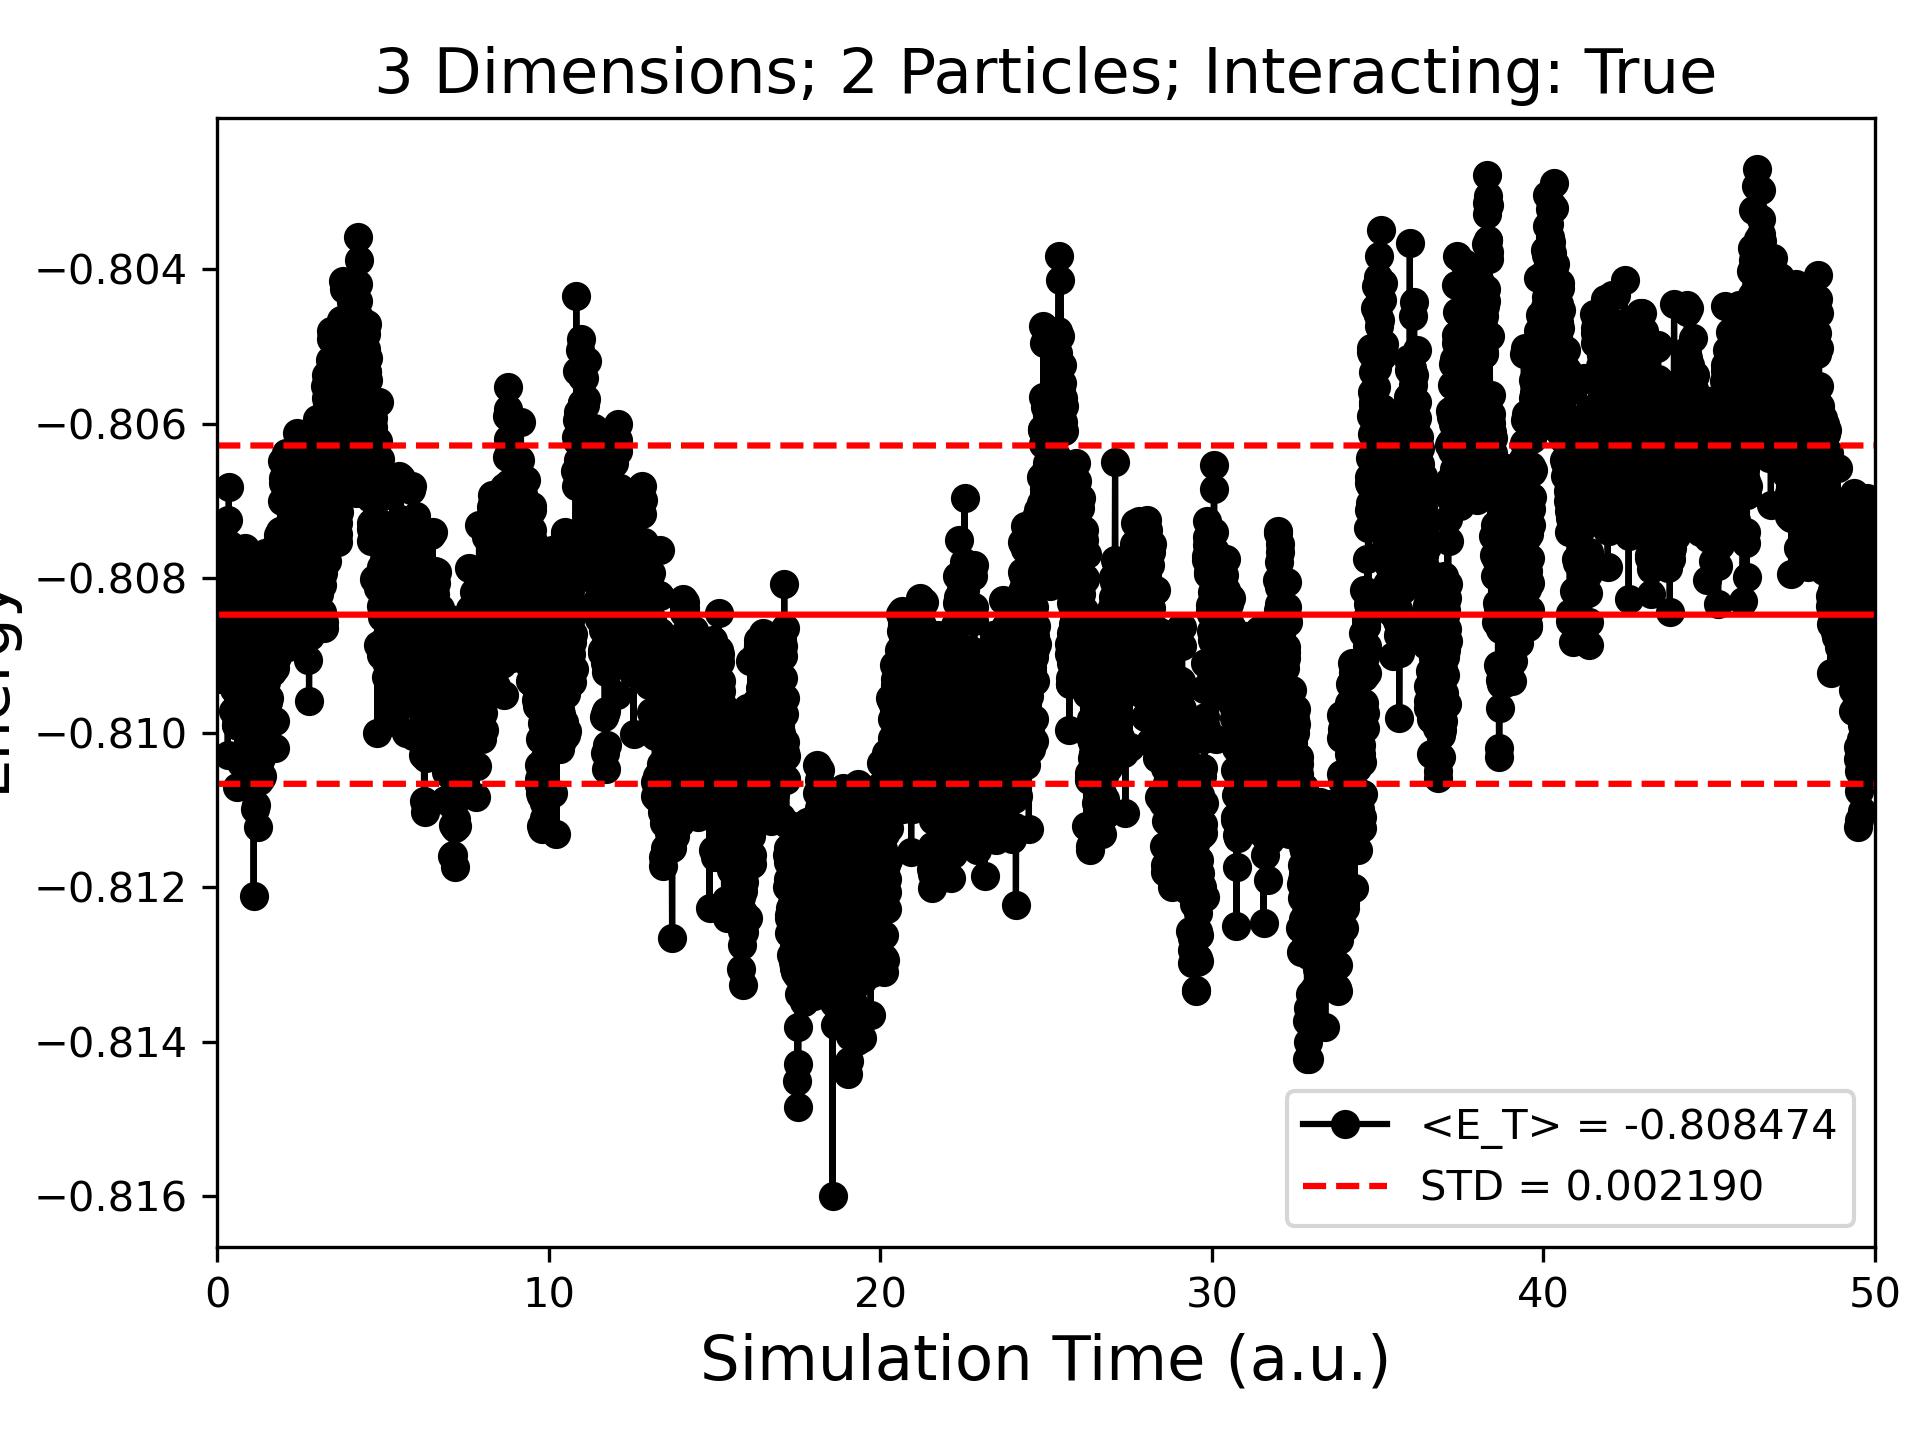 3 Dimensions; 2 Particles; Interacting: True
Energy
−0.804
−0.806
−0.808
−0.810
−0.812
−0.814
−0.816
<E_T> = -0.808474
STD = 0.002190
0 10 20 30 40 50
Simulation Time (a.u.)